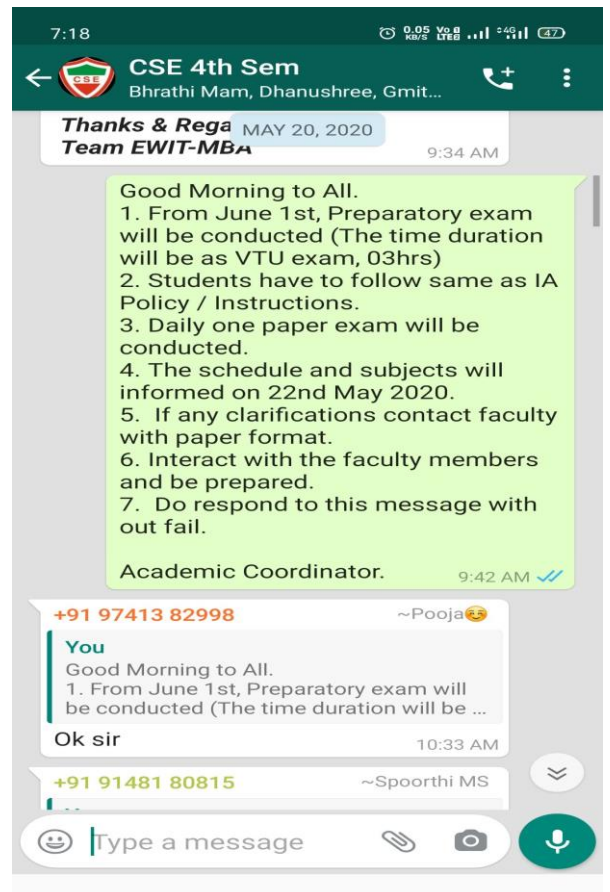 7:18 0.05 KB/S Vo LTE 4G 47
CSE CSE 4th Sem
Bhrathi Mam, Dhanushree, Gmit...
Thanks & Rega
MAY 20, 2020
Team EWIT-MBA 9:34 AM
Good Morning to All.
1. From June 1st, Preparatory exam
will be conducted (The time duration
will be as VTU exam, 03hrs)
2. Students have to follow same as IA
Policy / Instructions.
3. Daily one paper exam will be
conducted.
4. The schedule and subjects will
informed on 22nd May 2020.
5. If any clarifications contact faculty
with paper format.
6. Interact with the faculty members
and be prepared.
7. Do respond to this message with
out fail.
Academic Coordinator. 9:42 AM
+91 97413 82998 ~Pooja😊
You
Good Morning to All.
1. From June 1st, Preparatory exam will
be conducted (The time duration will be ...
Ok sir 10:33 AM
+91 91481 80815 ~Spoorthi MS
Type a message